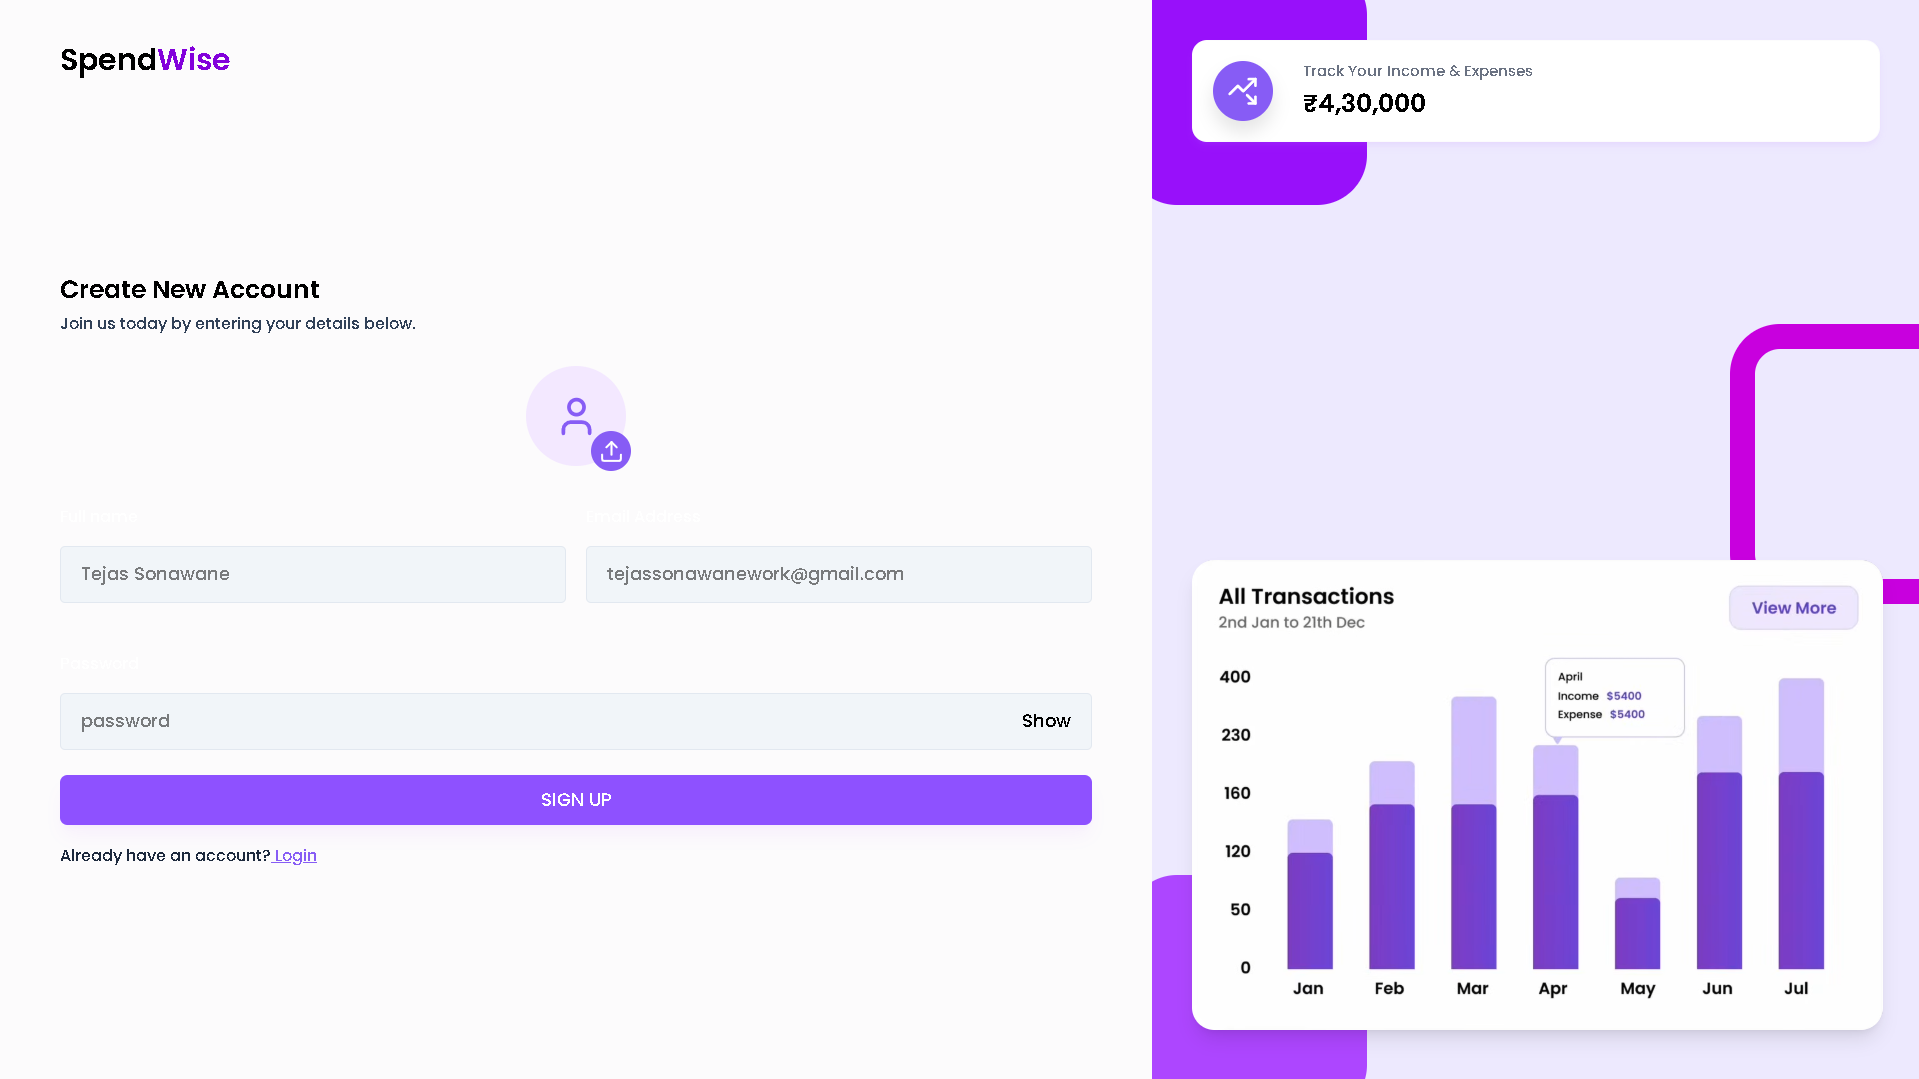 SpendWise
Create New Account
Join us today by entering your details below.
Full name
Email Address
Tejas Sonawane
tejassonawanework@gmail.com
Password
password
Show
SIGN UP
Already have an account? Login
Track Your Income & Expenses
₹4,30,000
All Transactions
2nd Jan to 21th Dec
View More
April
Income $5400
Expense $5400
400
230
160
120
50
0
Jan Feb Mar Apr May Jun Jul